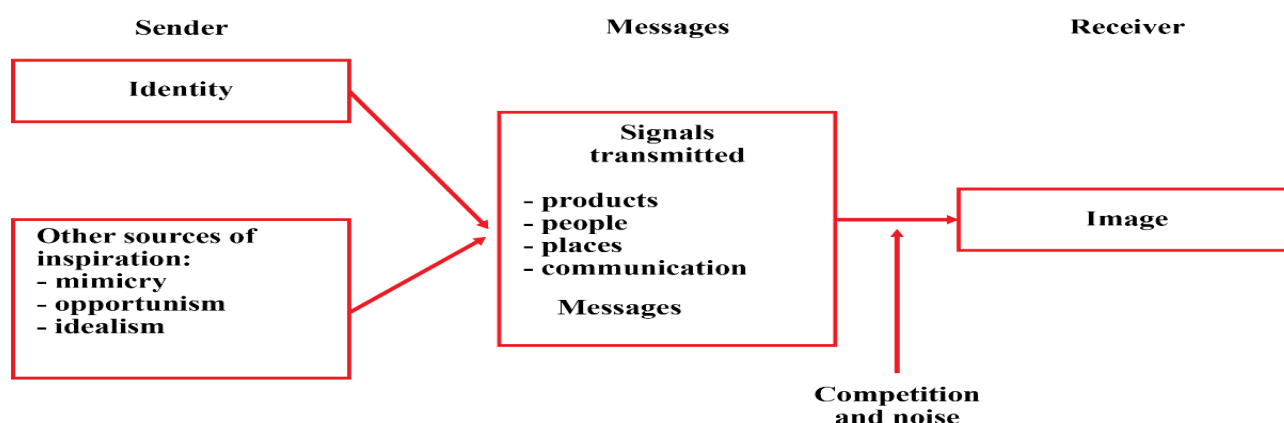 Sender
Messages
Receiver
Identity
Other sources of
inspiration:
- mimicry
- opportunism
- idealism
Signals
transmitted
- products
- people
- places
- communication
Messages
Image
Competition
and noise